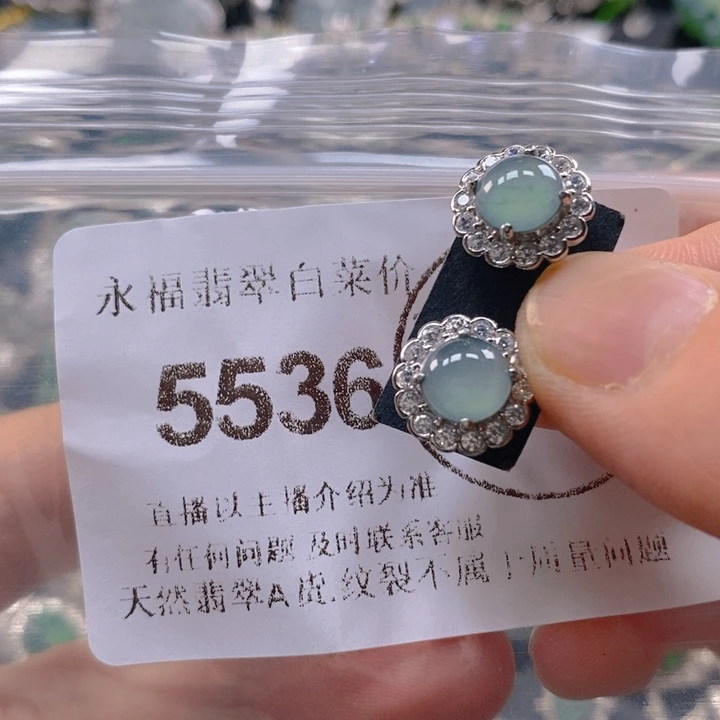 永福翡翠白菜价
5536
直播以主播介绍为准
有任何问题 及时联系客服
天然翡翠A货,纹裂不属于质量问题